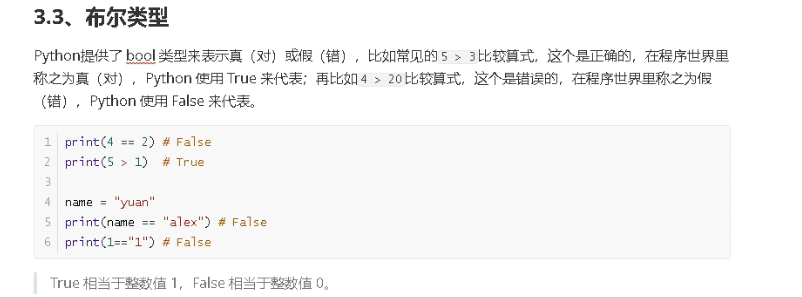 3.3、布尔类型
Python提供了 bool 类型来表示真（对）或假（错），比如常见的5 > 3比较算式，这个是正确的，在程序世界里
称之为真（对），Python 使用 True 来代表；再比如4 > 20比较算式，这个是错误的，在程序世界里称之为假
（错），Python 使用 False 来代表。
1 print(4 == 2) # False
2 print(5 > 1)  # True
3
4 name = "yuan"
5 print(name == "alex") # False
6 print(1=="1") # False
True 相当于整数值 1，False 相当于整数值 0。